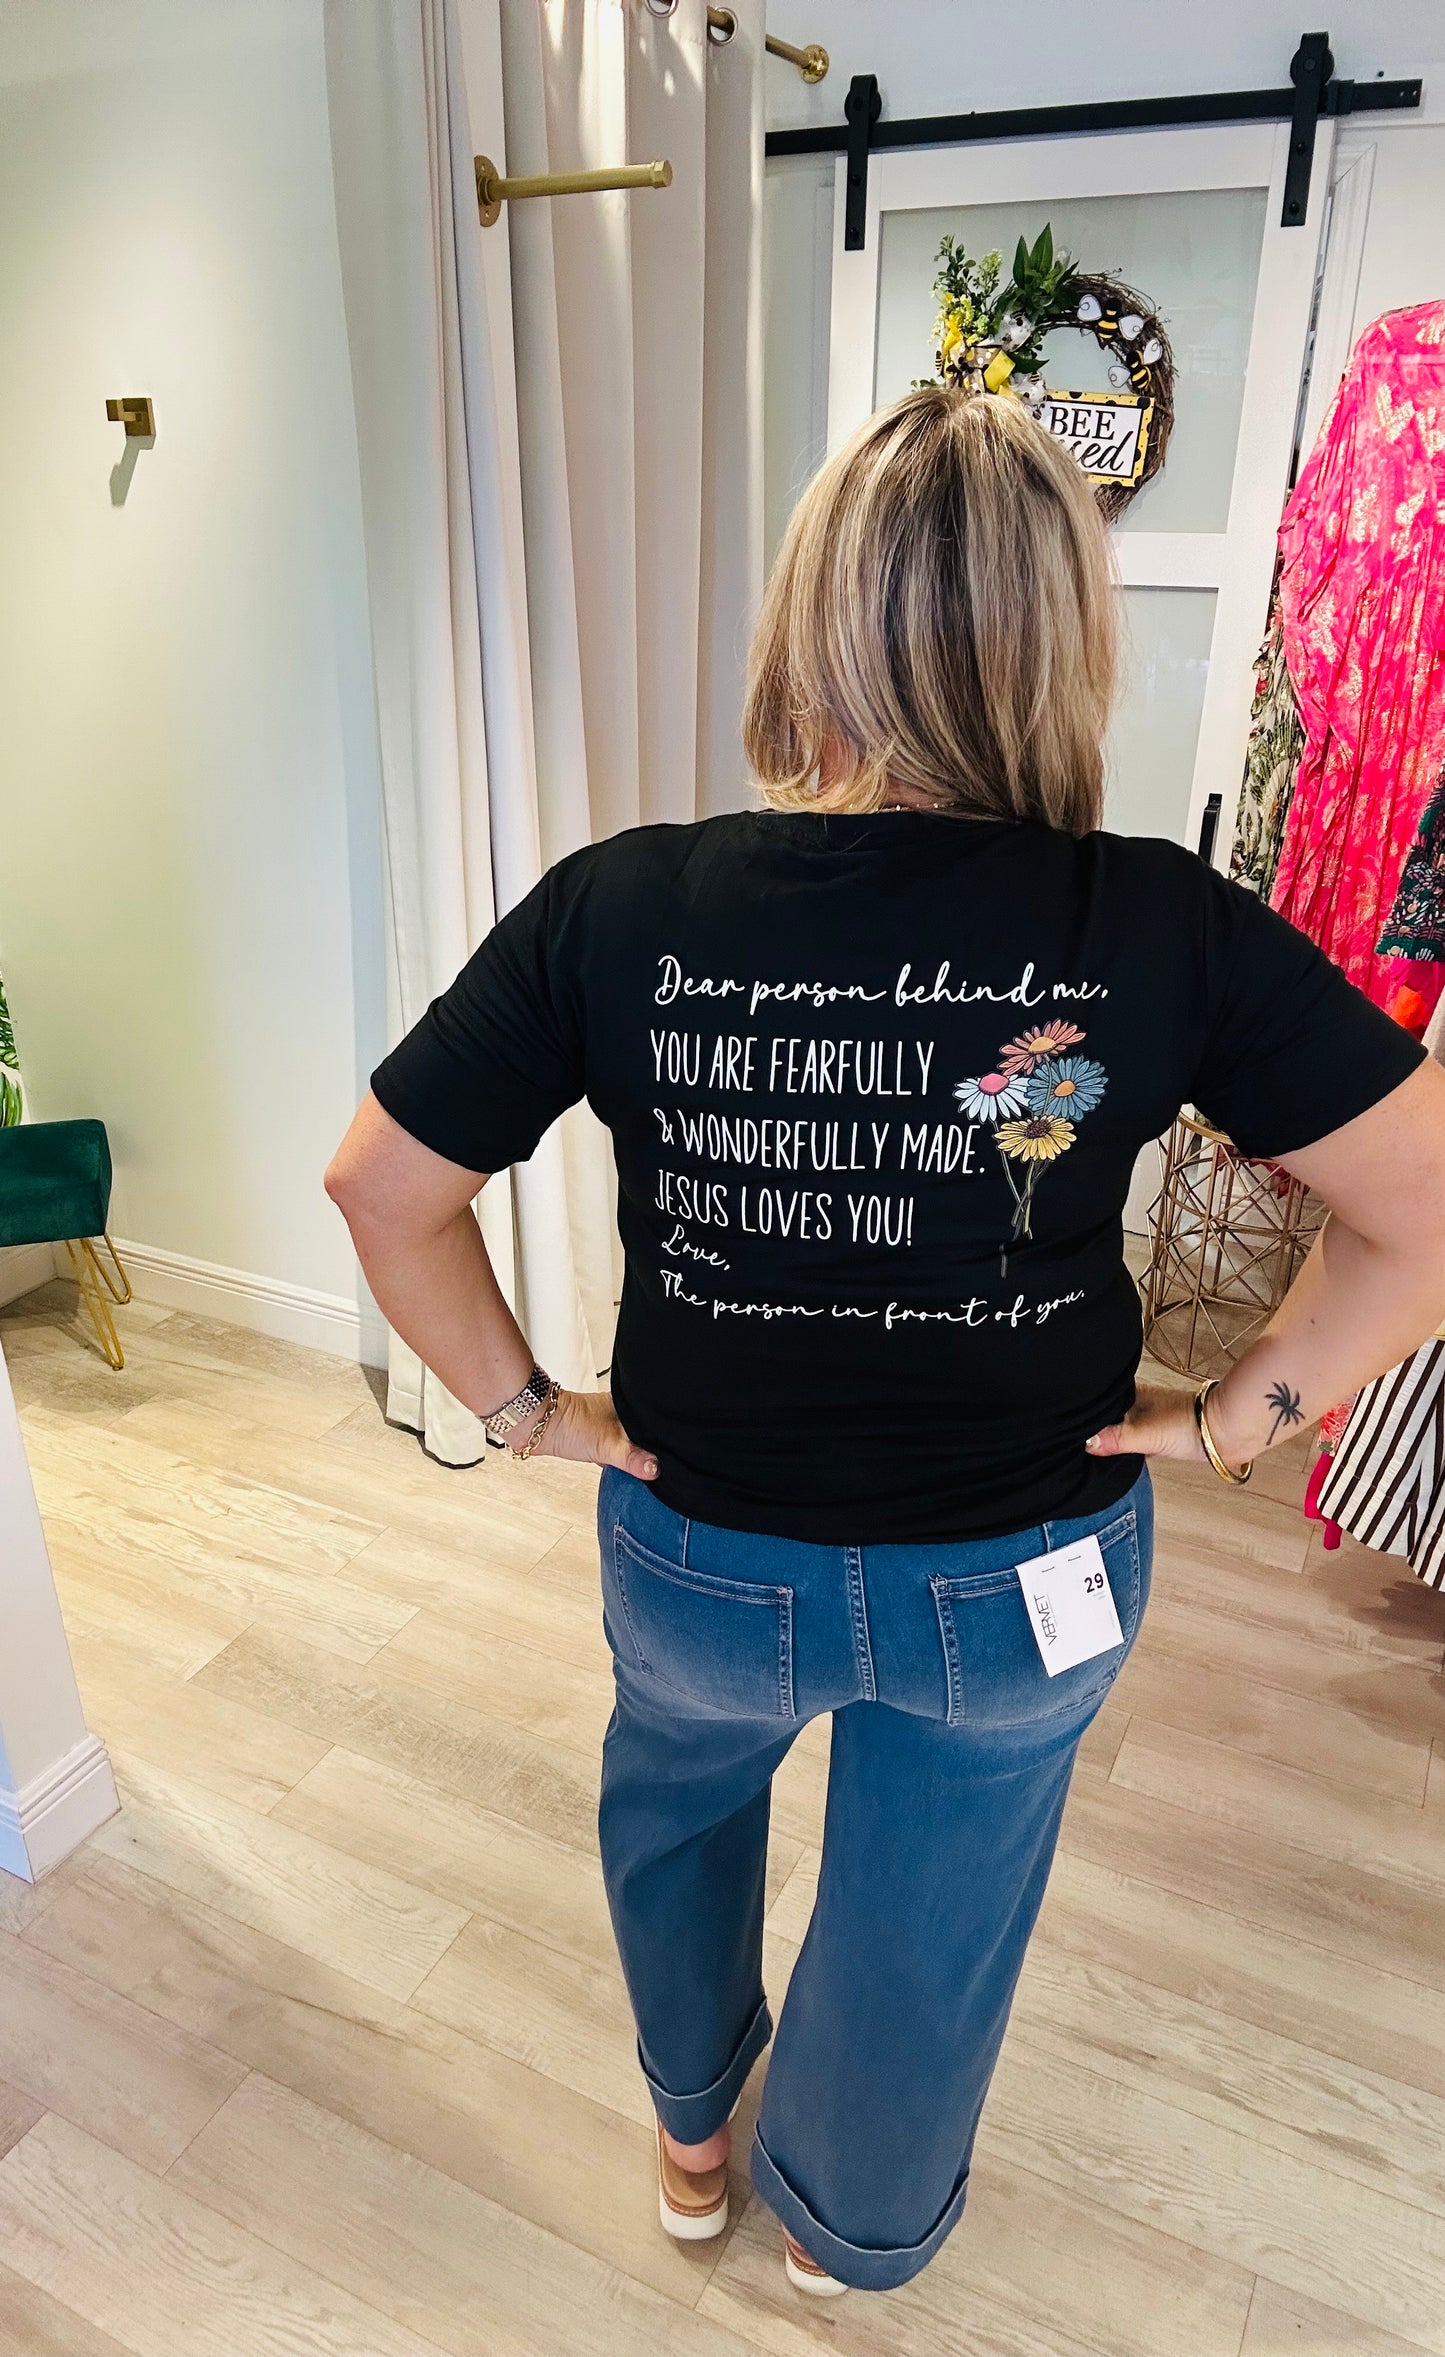 BEE
Dear person behind me,
YOU ARE FEARFULLY
& WONDERFULLY MADE.
JESUS LOVES YOU!
Love,
The person in front of you.
29
VERVET